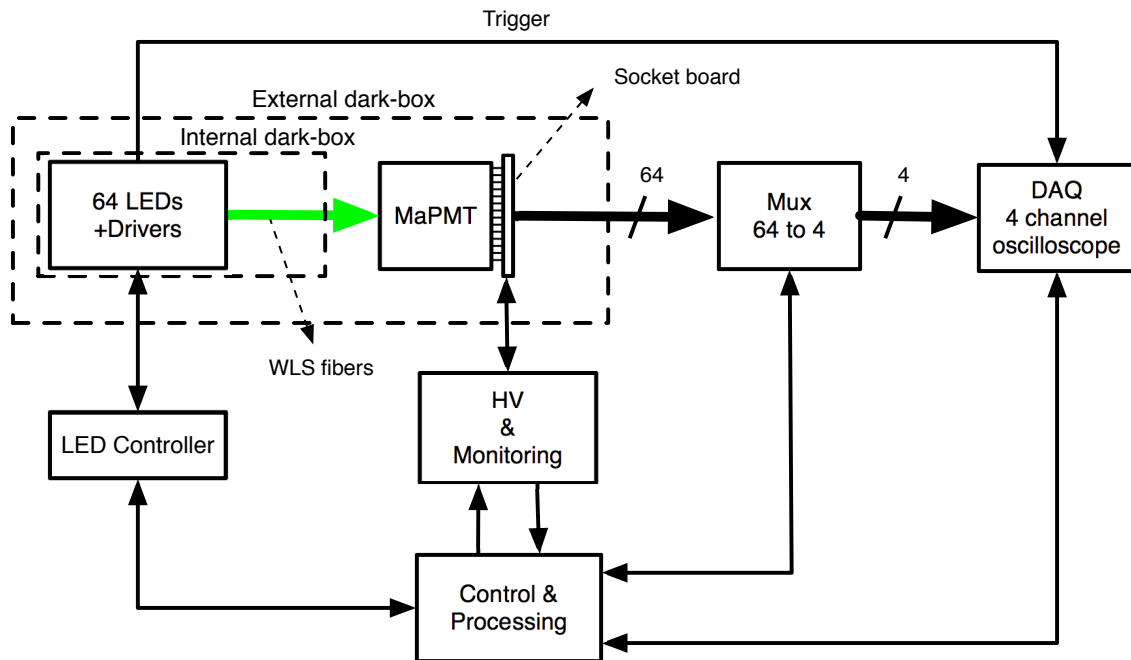 Trigger
Socket board
External dark-box
Internal dark-box
64 LEDs
+Drivers
MaPMT
64
Mux
64 to 4
4
DAQ
4 channel
oscilloscope
WLS fibers
LED Controller
HV
&
Monitoring
Control &
Processing